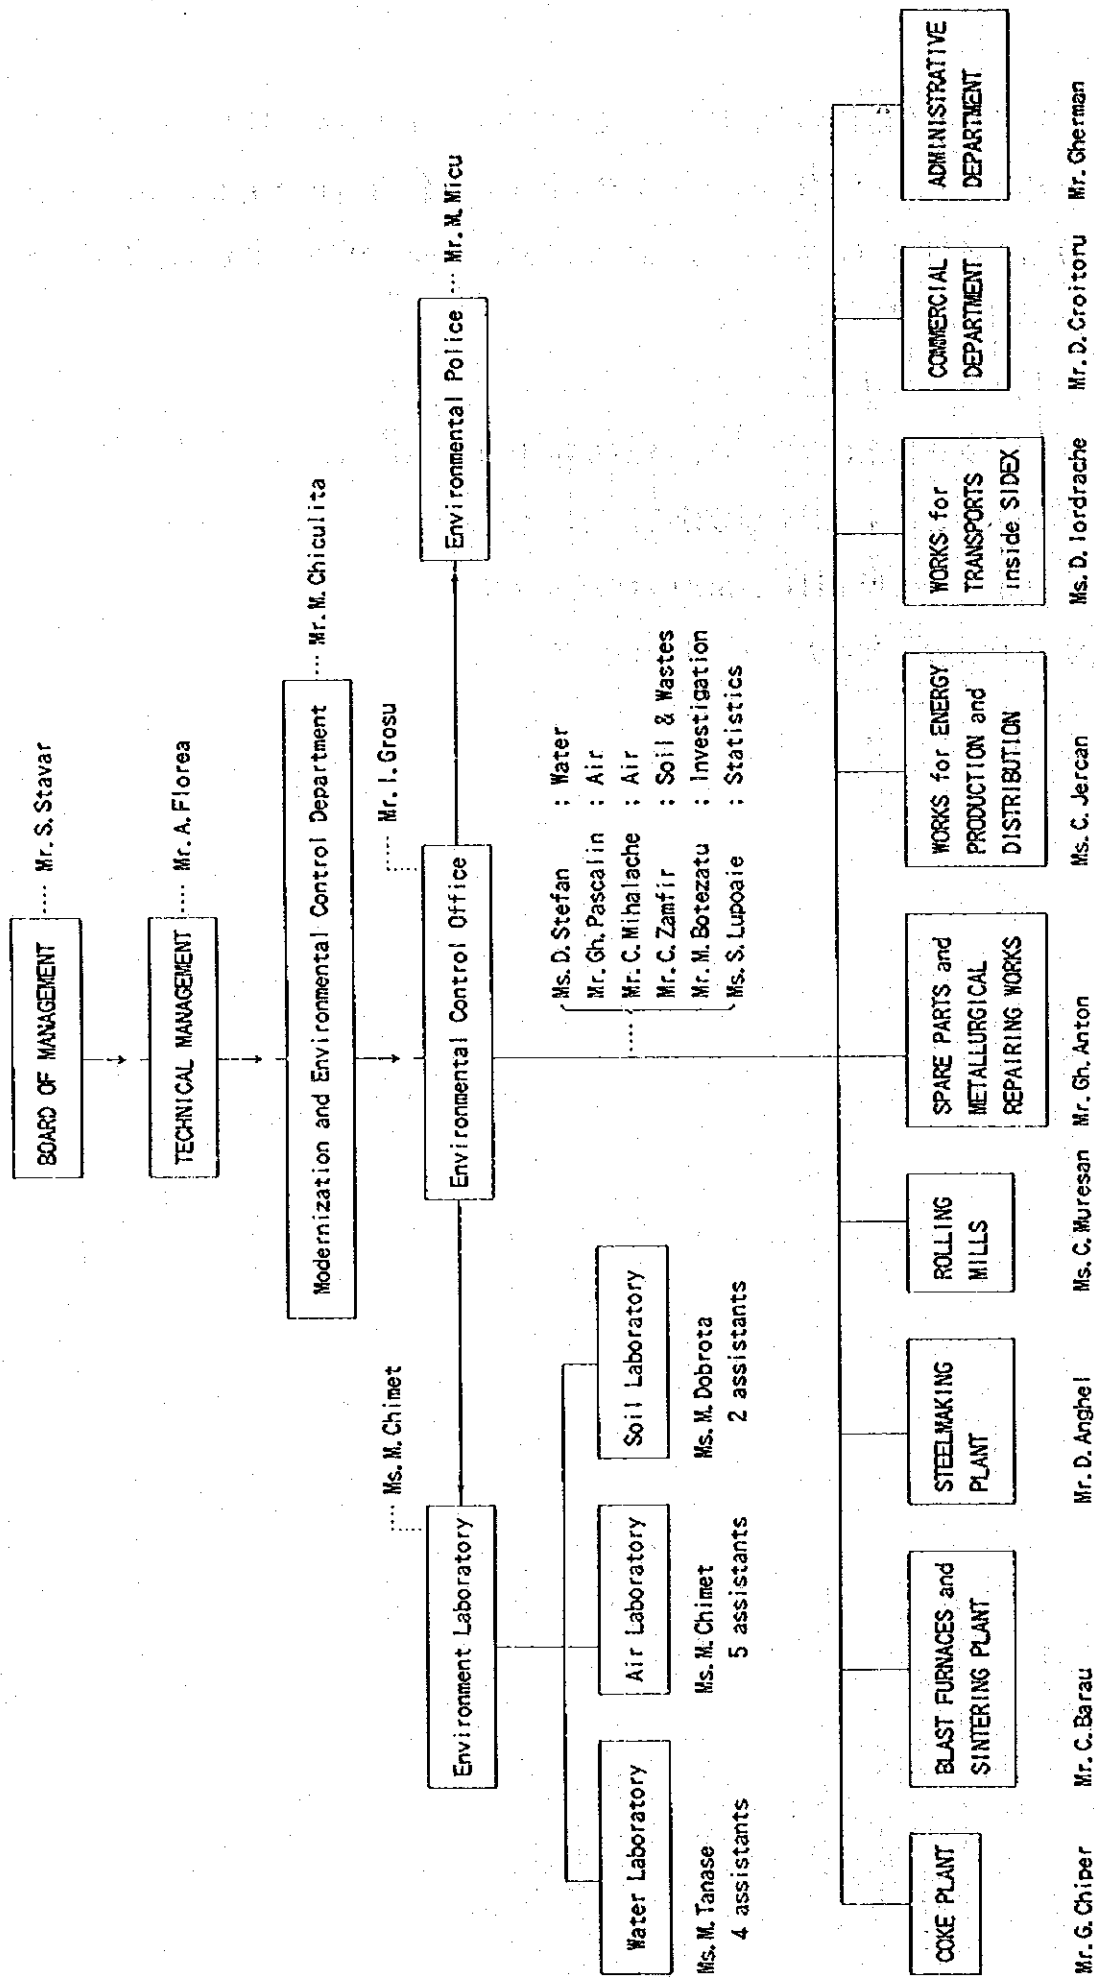 BOARD OF MANAGEMENT ···· Mr. S. Stavar
TECHNICAL MANAGEMENT ···· Mr. A. Florea
Modernization and Environmental Control Department ··· Mr. M. Chiculita
Ms. M. Chimet
Mr. I. Grosu
Environment Laboratory
Environmental Control Office
Environmental Police ··· Mr. M. Micu
Water Laboratory
Air Laboratory
Soil Laboratory
Ms. M. Tanase
4 assistants
Ms. M. Chimet
5 assistants
Ms. M. Dobrota
2 assistants
Ms. D. Stefan : Water
Mr. Gh. Pascalin : Air
Mr. C. Mihalache : Air
Mr. C. Zamfir : Soil & Wastes
Mr. M. Botezatu : Investigation
Ms. S. Lupoaie : Statistics
COKE PLANT
BLAST FURNACES and
SINTERING PLANT
STEELMAKING
PLANT
ROLLING
MILLS
SPARE PARTS and
METALLURGICAL
REPAIRING WORKS
WORKS for ENERGY
PRODUCTION and
DISTRIBUTION
WORKS for
TRANSPORTS
inside SIDEX
COMMERCIAL
DEPARTMENT
ADMINISTRATIVE
DEPARTMENT
Mr. G. Chiper
Mr. C. Barau
Mr. D. Anghel
Ms. C. Muresan
Mr. Gh. Anton
Ms. C. Jercan
Ms. D. Iordrache
Mr. D. Croitoru
Mr. Gherman